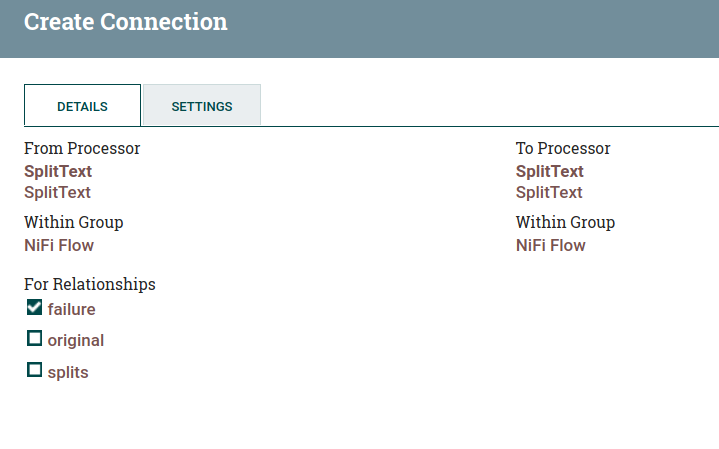 Create Connection
DETAILS
SETTINGS
From Processor
SplitText
SplitText
Within Group
NiFi Flow
To Processor
SplitText
SplitText
Within Group
NiFi Flow
For Relationships
failure
original
splits